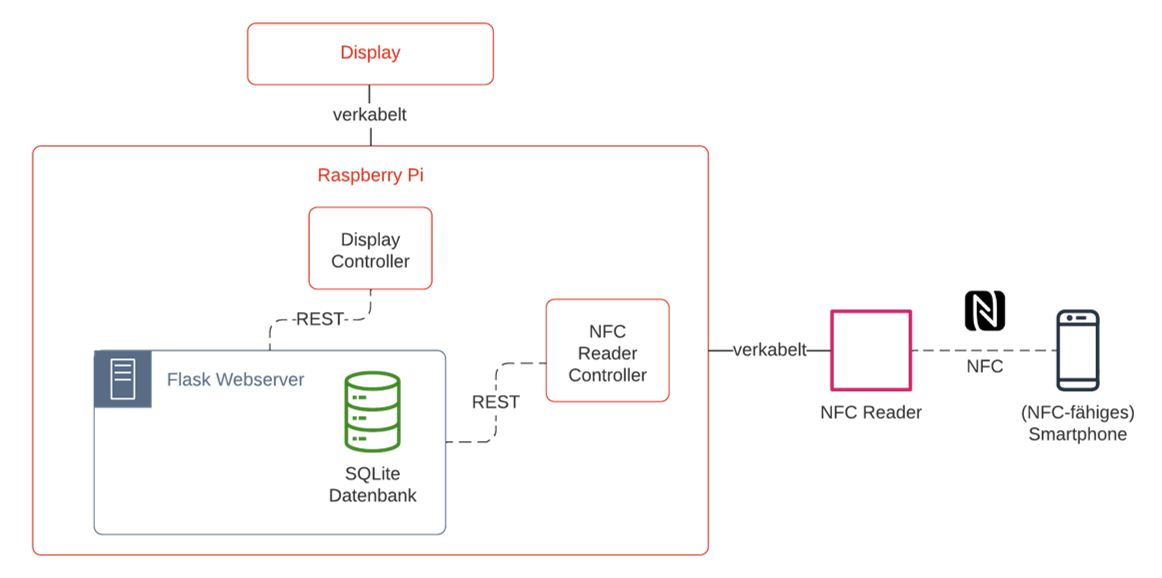 Display
verkabelt
Raspberry Pi
Display
Controller
REST
NFC
Reader
Controller
Flask Webserver
REST
SQLite
Datenbank
verkabelt
NFC Reader
NFC
(NFC-fähiges)
Smartphone